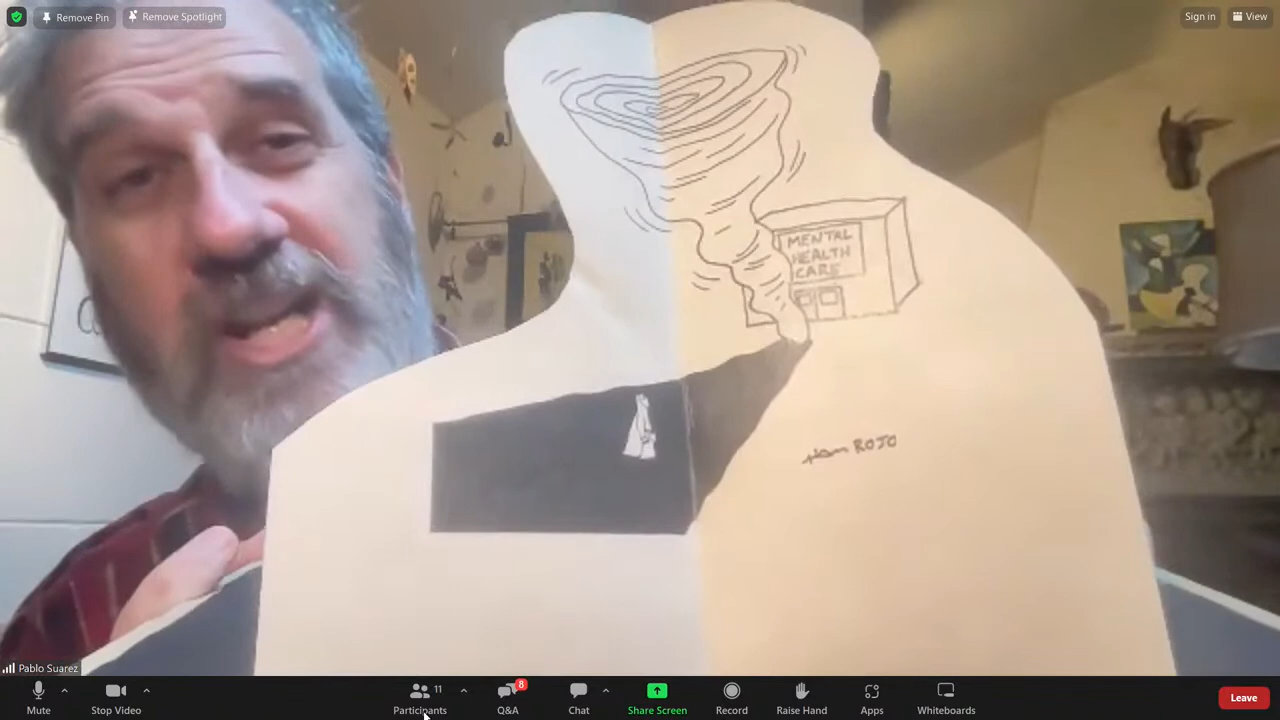 Remove Pin
Remove Spotlight
Sign in
View
MENTAL
HEALTH
CARE
ROJO
Pablo Suarez
Mute
Stop Video
Participants
11
Q&A
8
Chat
Share Screen
Record
Raise Hand
Apps
Whiteboards
Leave